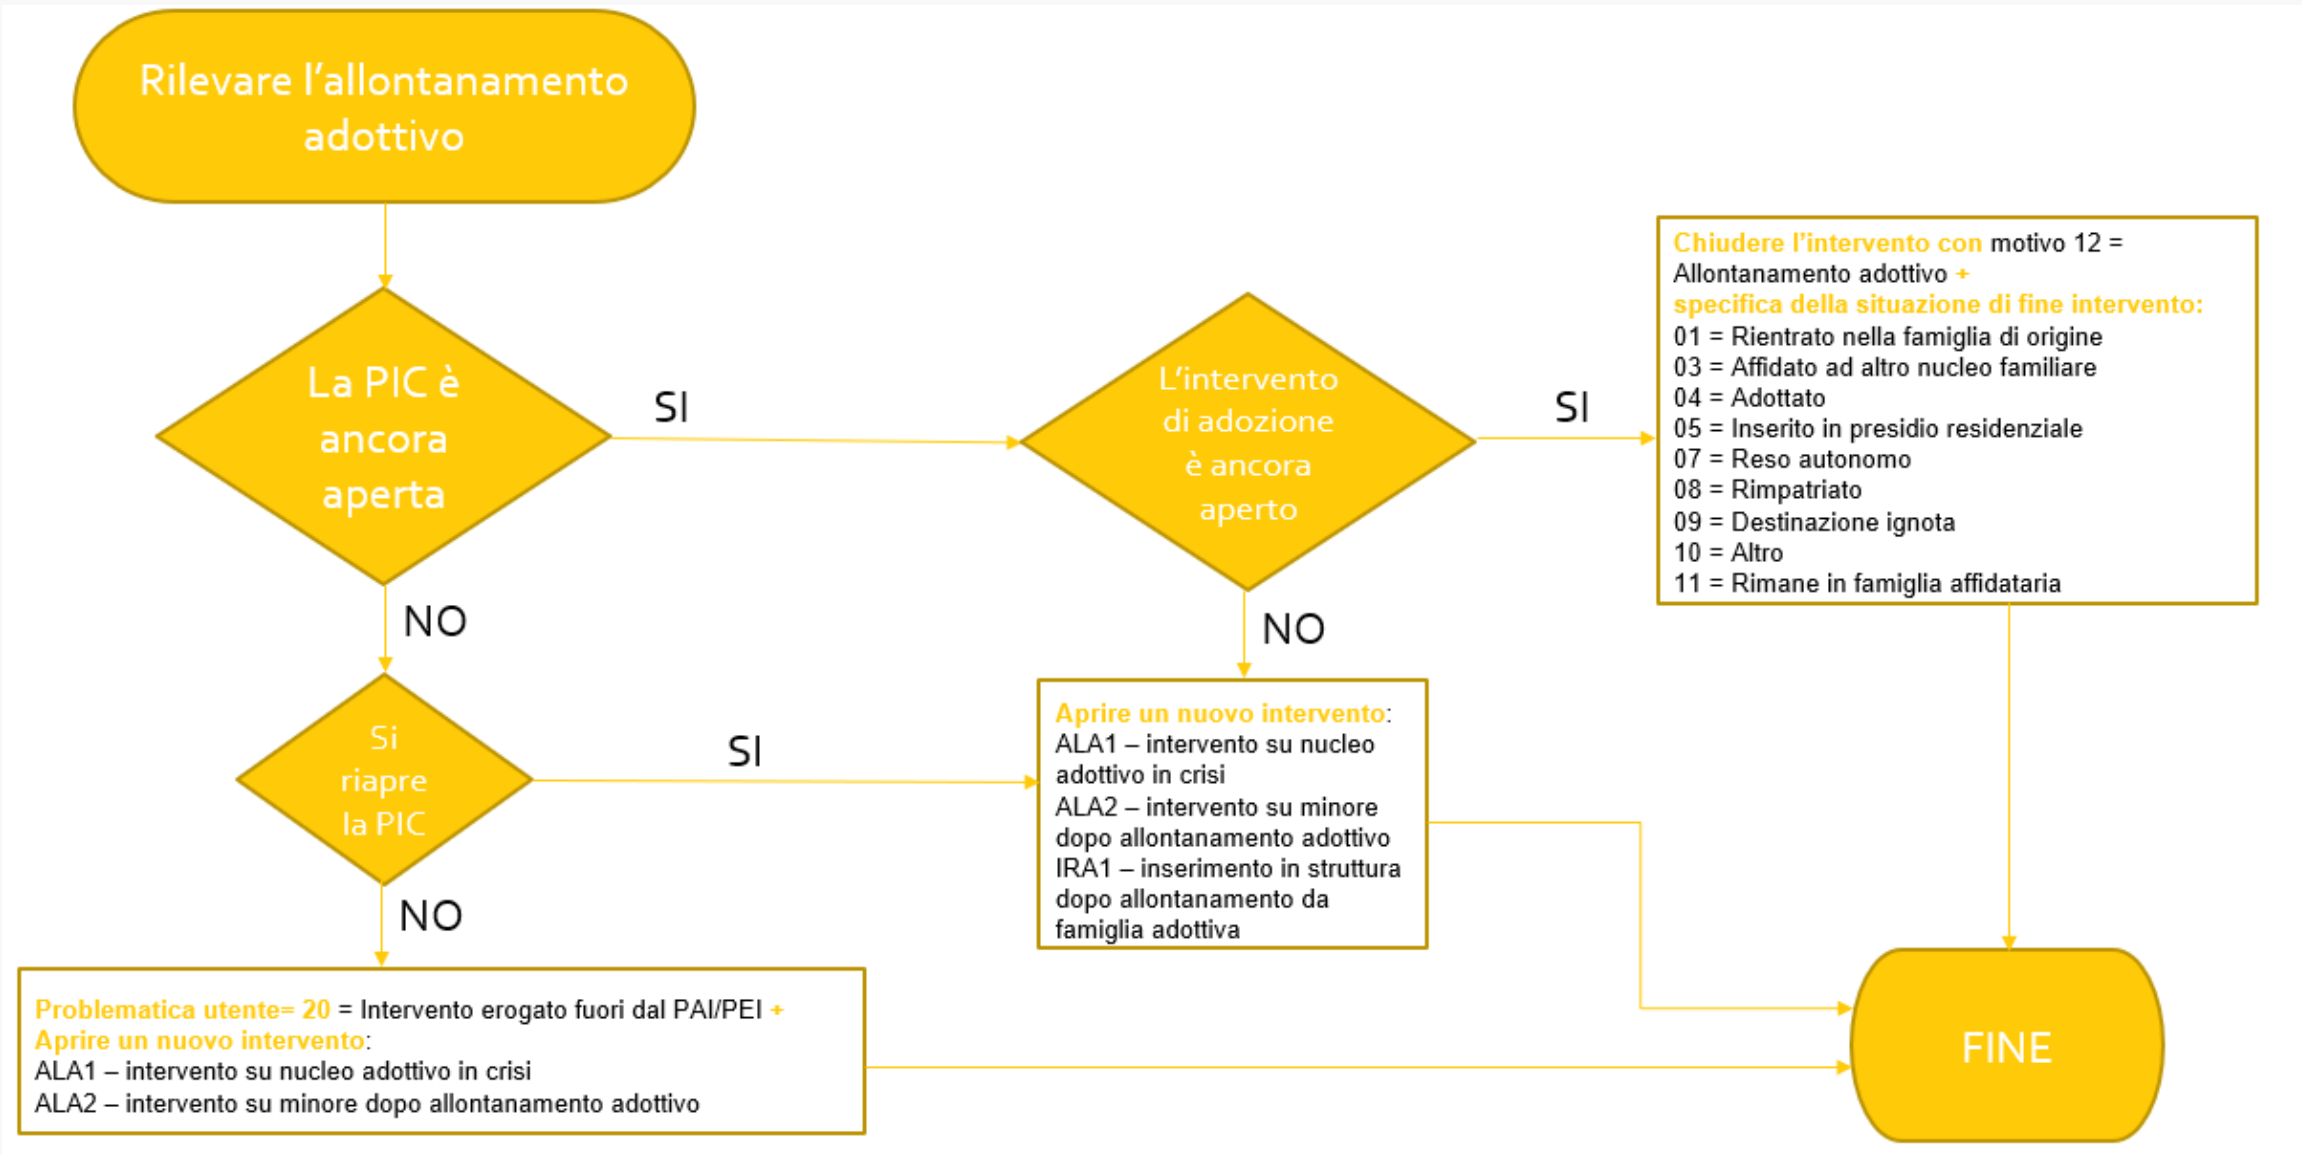 Rilevare l'allontanamento
adottivo
La PIC è
ancora
aperta
SI
L'intervento
di adozione
è ancora
aperto
SI
Chiudere l'intervento con motivo 12 =
Allontanamento adottivo +
specifica della situazione di fine intervento:
01 = Rientrato nella famiglia di origine
03 = Affidato ad altro nucleo familiare
04 = Adottato
05 = Inserito in presidio residenziale
07 = Reso autonomo
08 = Rimpatriato
09 = Destinazione ignota
10 = Altro
11 = Rimane in famiglia affidataria
NO
NO
Si
riapre
la PIC
SI
Aprire un nuovo intervento:
ALA1 – intervento su nucleo
adottivo in crisi
ALA2 – intervento su minore
dopo allontanamento adottivo
IRA1 – inserimento in struttura
dopo allontanamento da
famiglia adottiva
NO
Problematica utente= 20 = Intervento erogato fuori dal PAI/PEI +
Aprire un nuovo intervento:
ALA1 – intervento su nucleo adottivo in crisi
ALA2 – intervento su minore dopo allontanamento adottivo
FINE